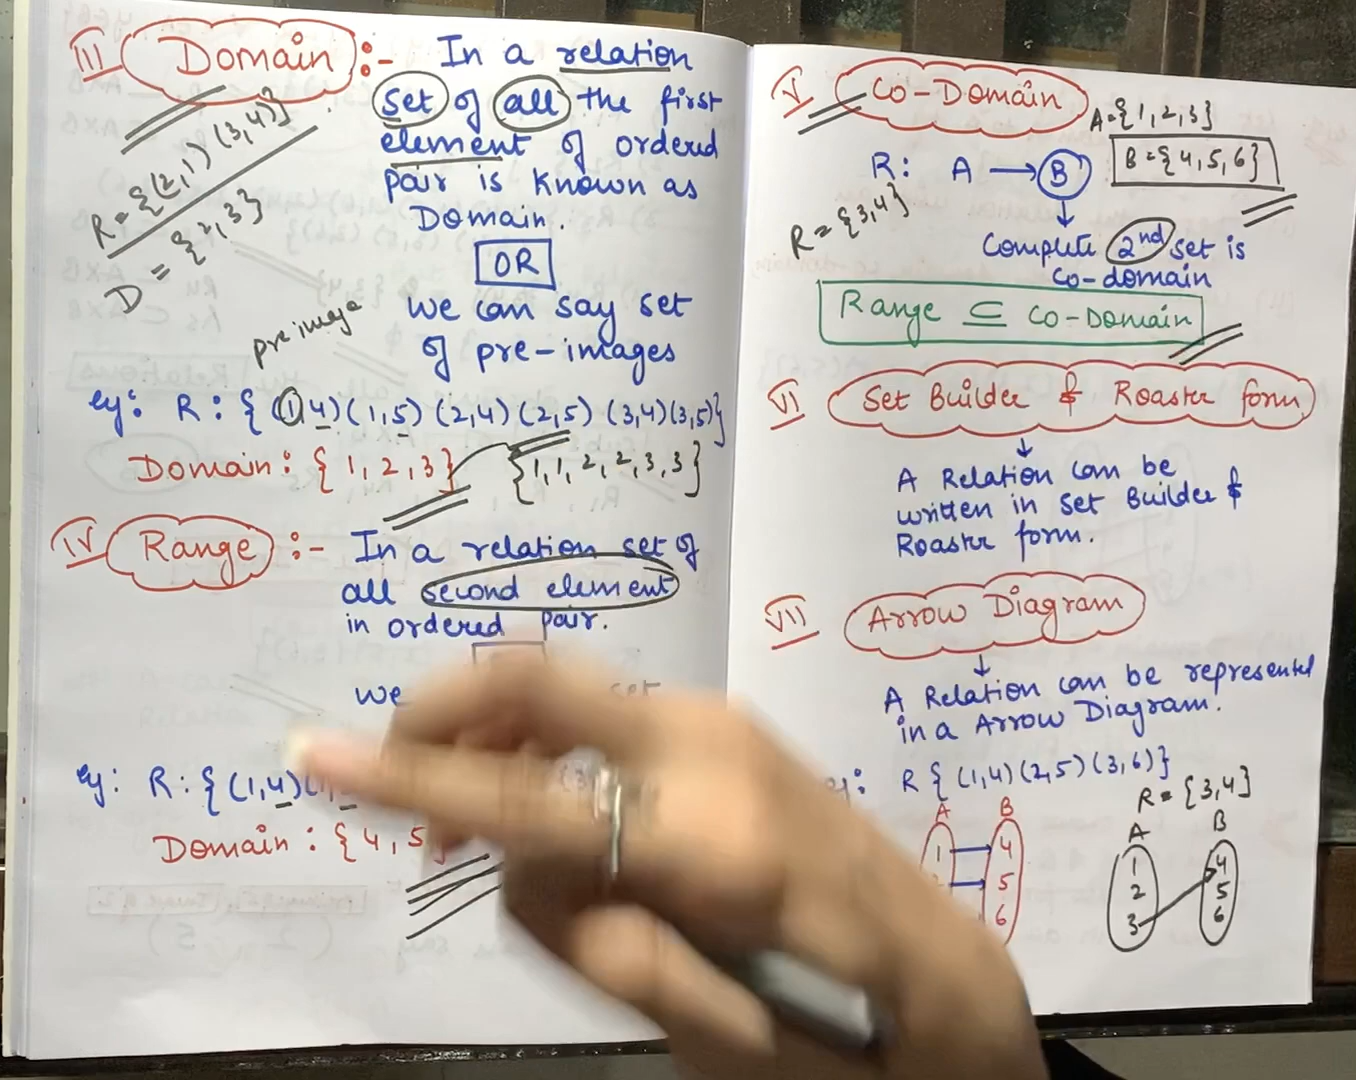 III Domain :- In a relation
set of all the first
element of ordered
pair is known as
Domain.
R = {(2,1) (3,4)}
D = {2,3}
OR
we can say set
of pre-images
preimage
eg: R : { (1,4) (1,5) (2,4) (2,5) (3,4) (3,5)}
Domain : { 1, 2, 3 } {1,1,2,2,3,3}
IV Range :- In a relation set of
all second element
in ordered pair.
we set
eg: R : { (1,4)
Domain : { 4, 5 }
V Co-Domain
A={1,2,3}
R: A → B B={4,5,6}
R = {3,4}
Complete 2nd set is
co-domain
Range ⊆ Co-Domain
VI Set Builder & Roaster form
A Relation can be
written in set Builder &
Roaster form.
VII Arrow Diagram
A Relation can be represented
in a Arrow Diagram.
R { (1,4) (2,5) (3,6) }
R = {3,4}
A B A B
1 4 1 4
5 2 5
6 3 6